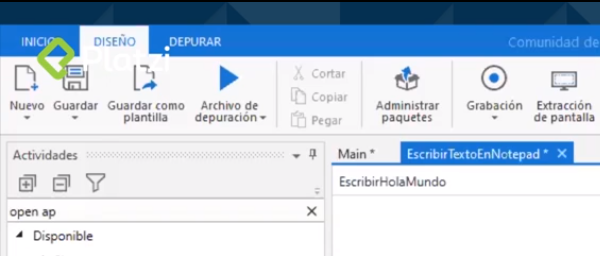 INICIO DISEÑO DEPURAR Comunidad de
Platzi
Nuevo Guardar Guardar como plantilla Archivo de depuración Cortar Copiar Pegar Administrar paquetes Grabación Extracción de pantalla
Actividades Main * EscribirTextoEnNotepad *
EscribirHolaMundo
open ap
Disponible